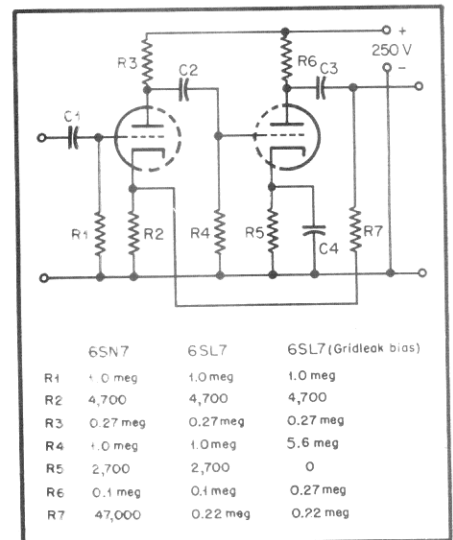 +
250 V
−
R3
C2
R6
C3
C1
R1
R2
R4
R5
C4
R7
6SN7 6SL7 6SL7 (Gridleak bias)
R1 1.0 meg 1.0 meg 1.0 meg
R2 4,700 4,700 4,700
R3 0.27 meg 0.27 meg 0.27 meg
R4 1.0 meg 1.0 meg 5.6 meg
R5 2,700 2,700 0
R6 0.1 meg 0.1 meg 0.27 meg
R7 47,000 0.22 meg 0.22 meg